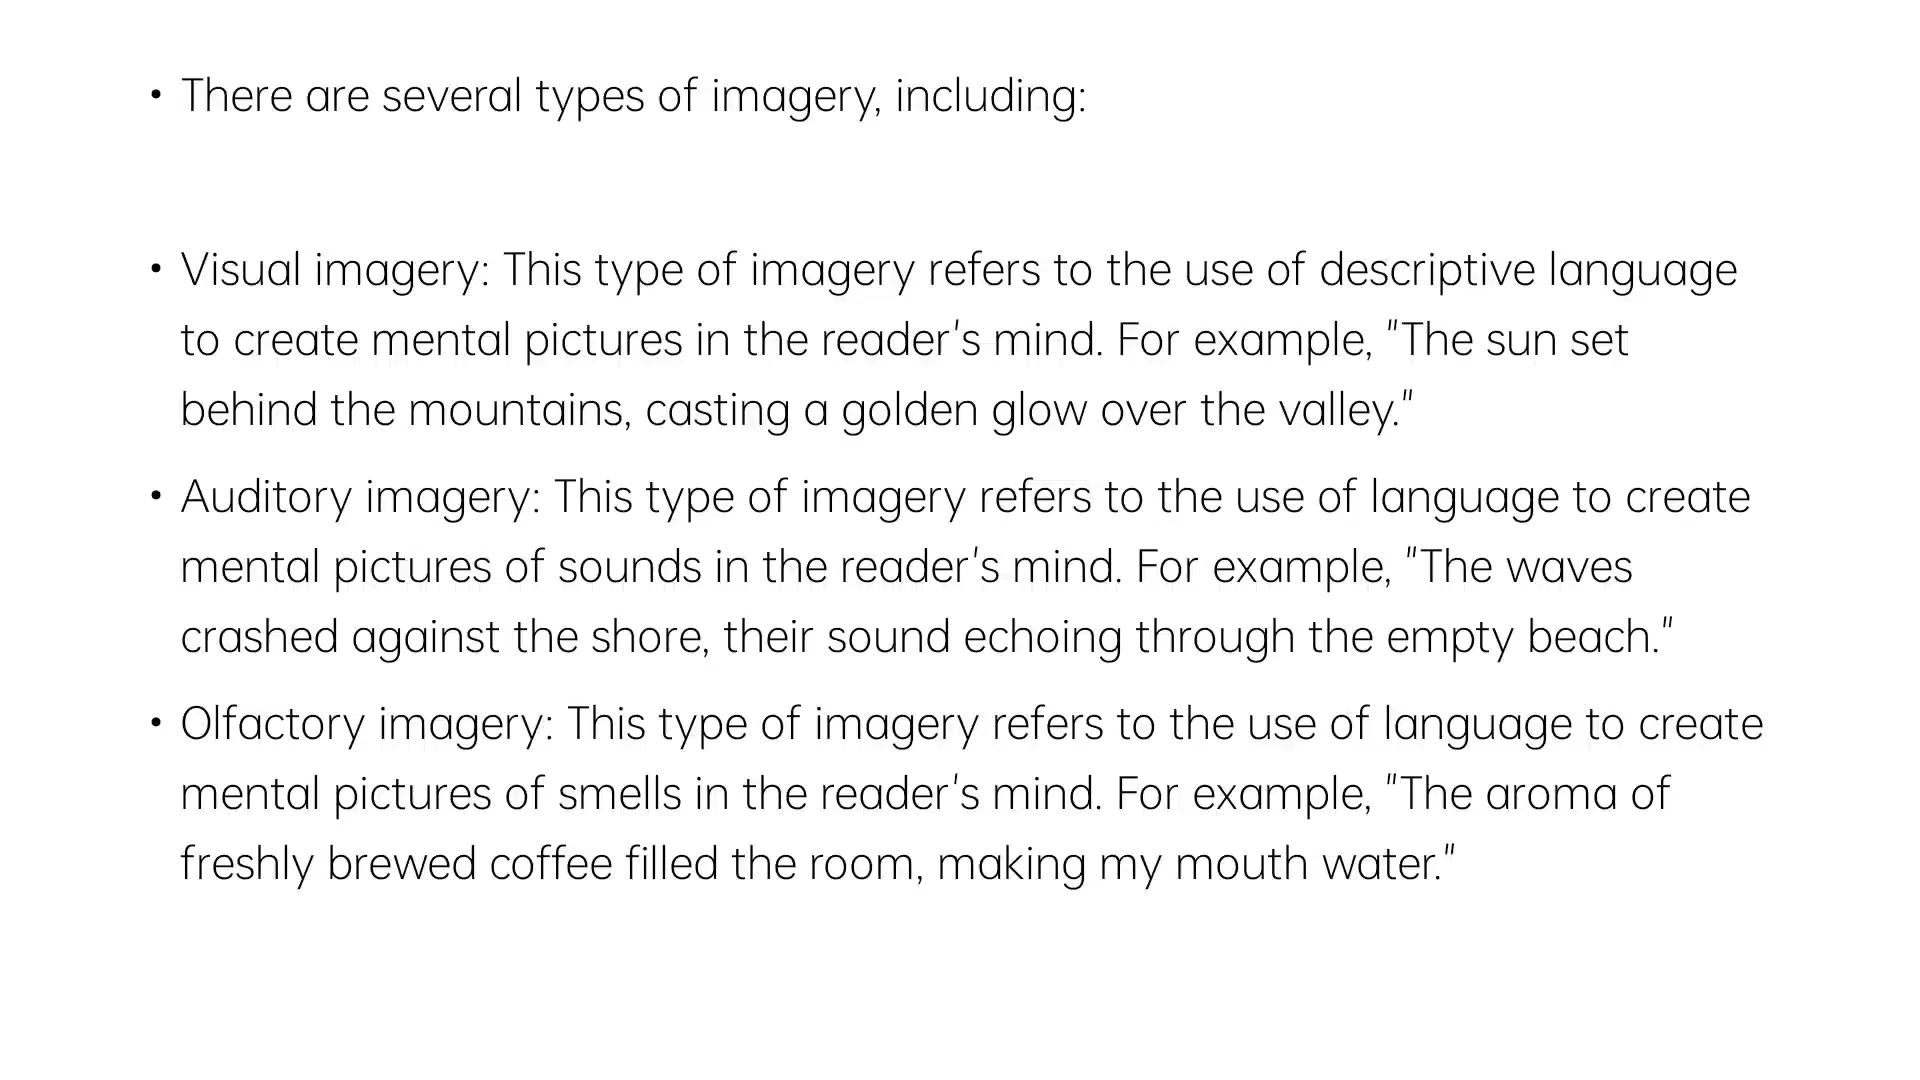 • There are several types of imagery, including:
• Visual imagery: This type of imagery refers to the use of descriptive language
to create mental pictures in the reader's mind. For example, "The sun set
behind the mountains, casting a golden glow over the valley."
• Auditory imagery: This type of imagery refers to the use of language to create
mental pictures of sounds in the reader's mind. For example, "The waves
crashed against the shore, their sound echoing through the empty beach."
• Olfactory imagery: This type of imagery refers to the use of language to create
mental pictures of smells in the reader's mind. For example, "The aroma of
freshly brewed coffee filled the room, making my mouth water."